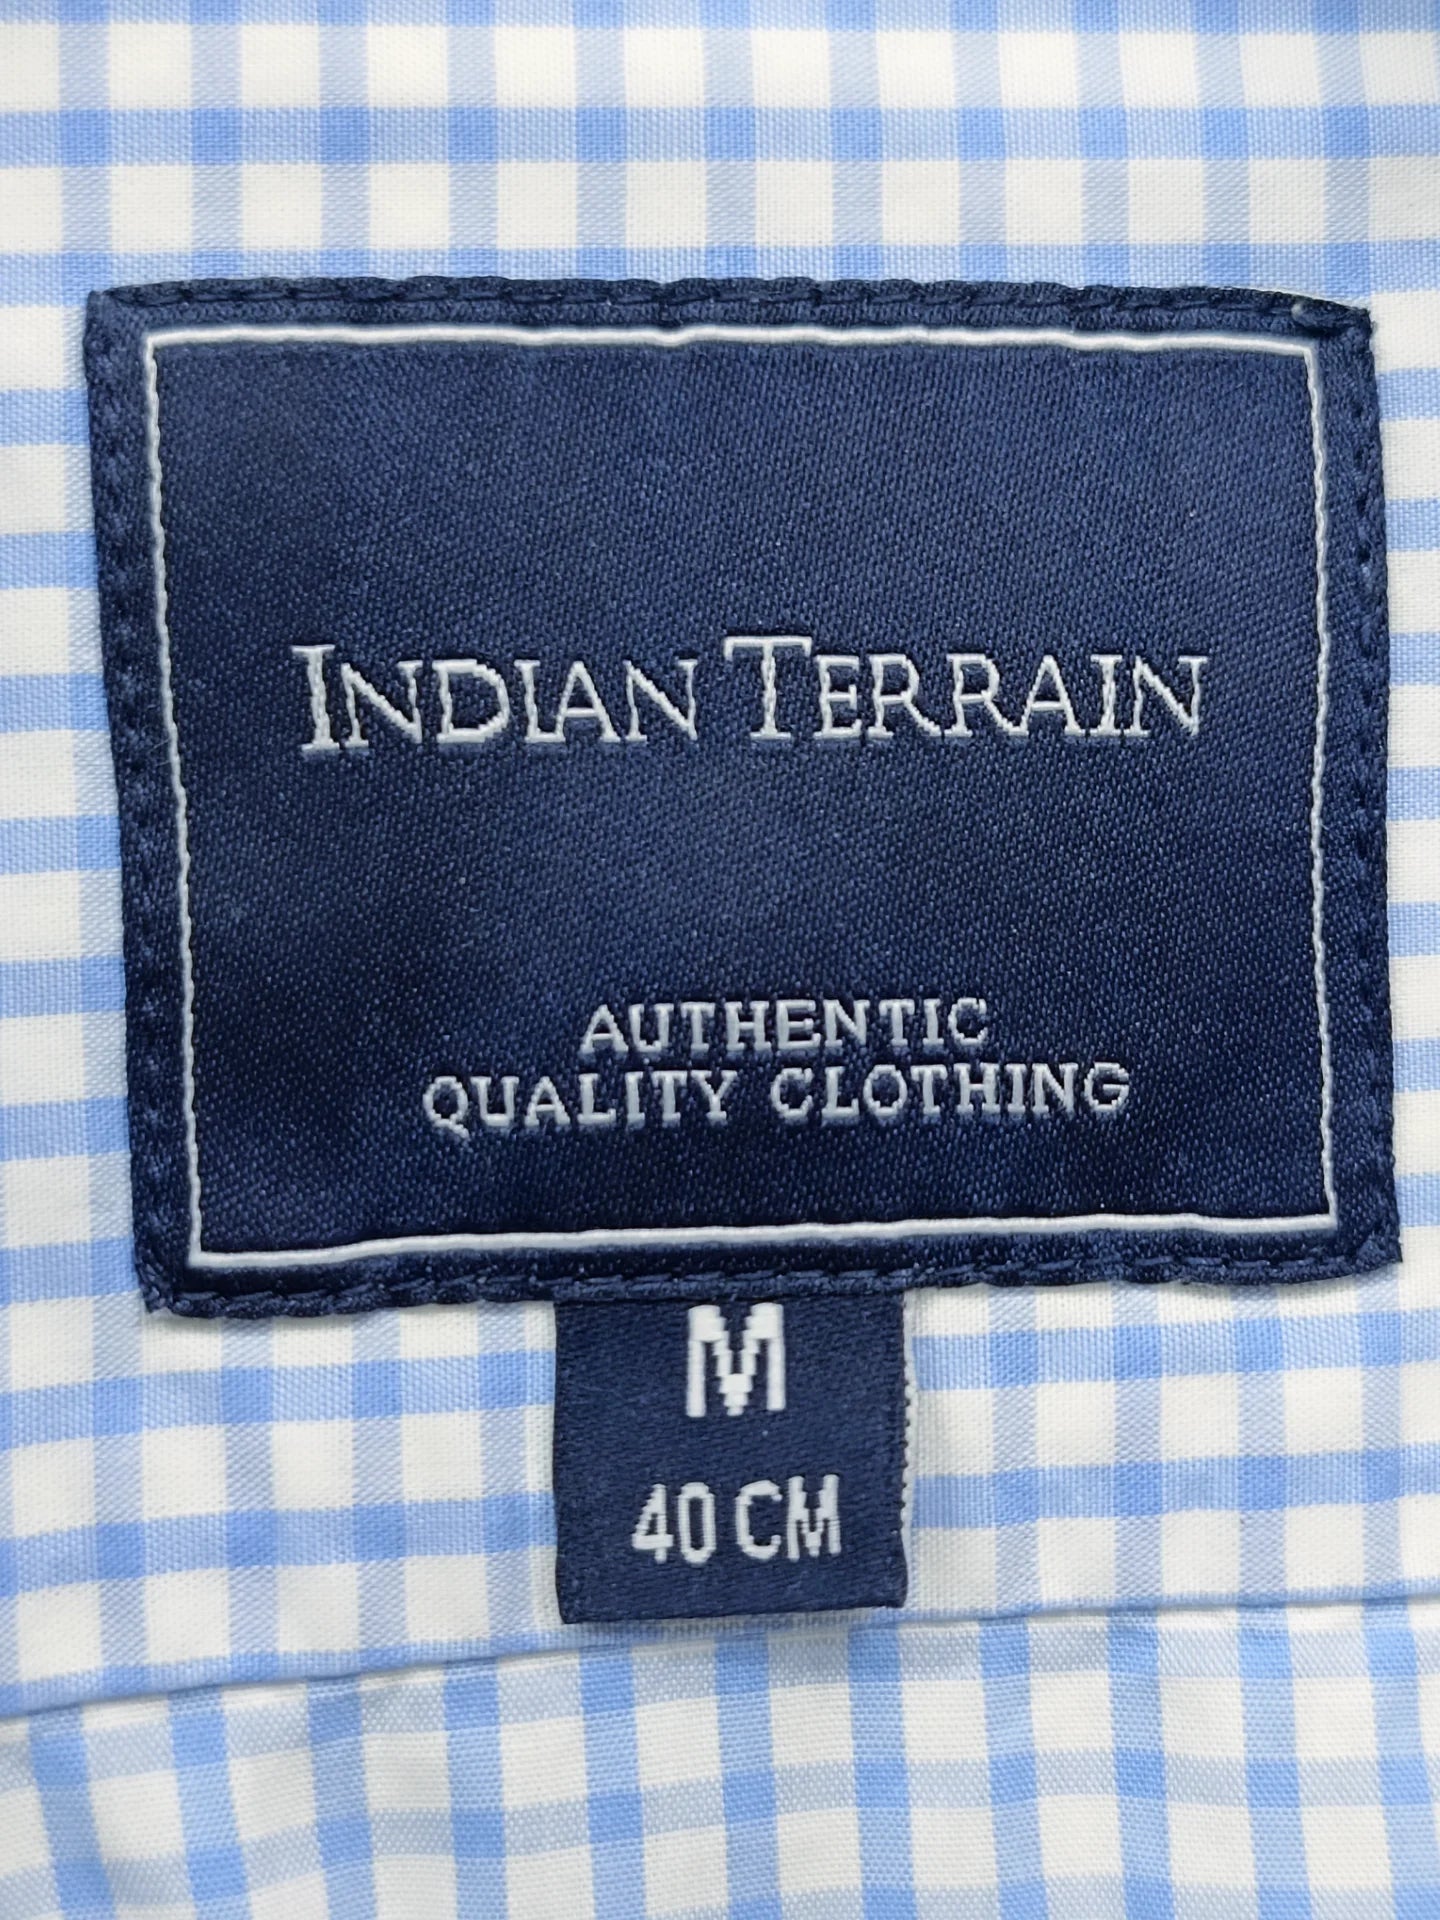 INDIAN TERRAIN
AUTHENTIC
QUALITY CLOTHING
M
40 CM